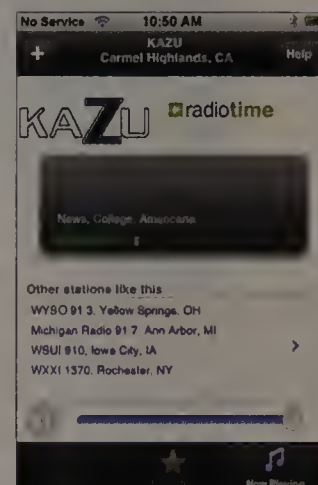 No Service 10:50 AM
KAZU
Carmel Highlands, CA
+ Help
KAZU radiotime
News, College, Americana
Other stations like this
WYSO 91 3, Yellow Springs, OH
Michigan Radio 91 7, Ann Arbor, MI
WSUI 910, Iowa City, IA
WXXI 1370, Rochester, NY
Now Playing